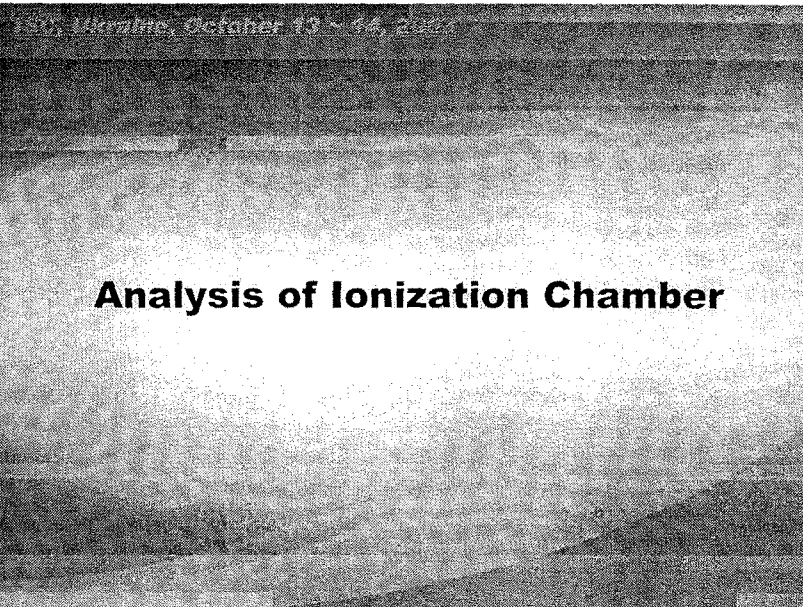 Ukraine, October 13 ~ 14,
Analysis of Ionization Chamber